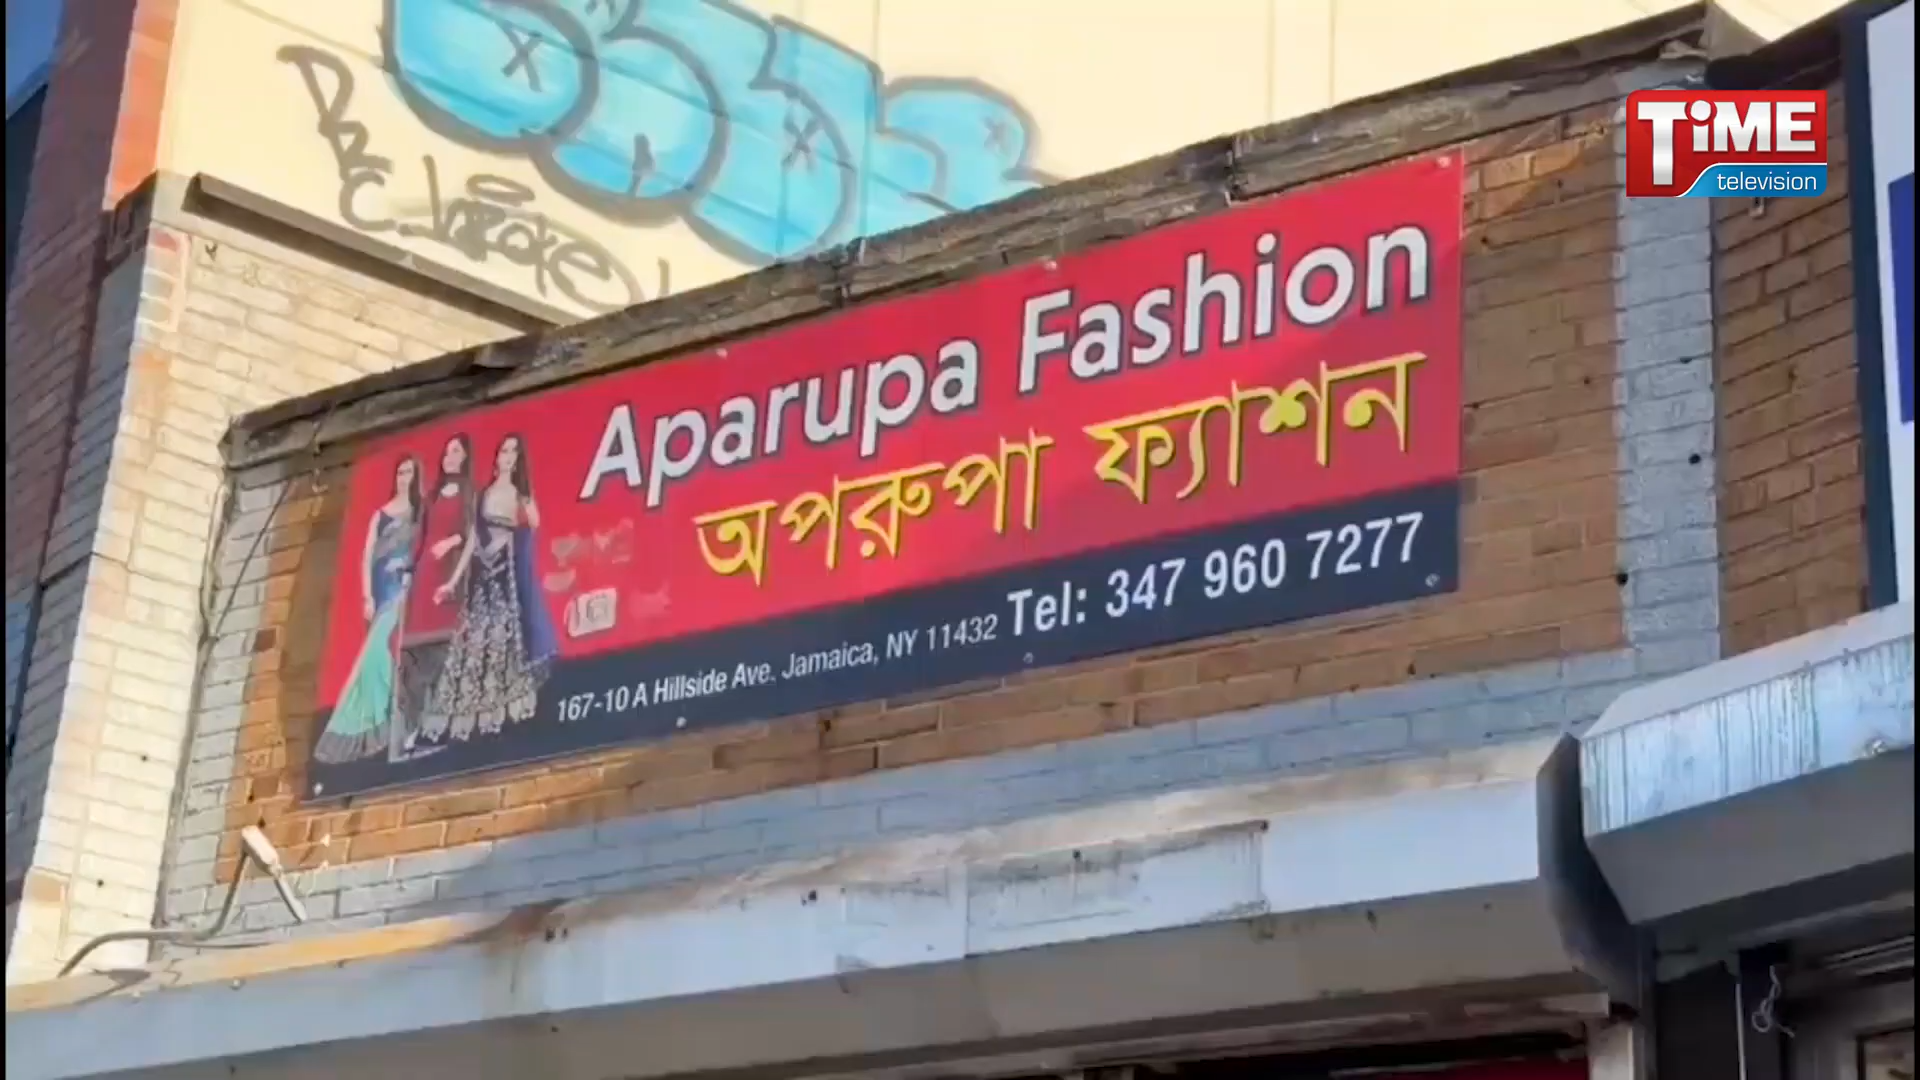 TiME
television
Aparupa Fashion
অপরুপা ফ্যাশন
167-10 A Hillside Ave. Jamaica, NY 11432 Tel: 347 960 7277